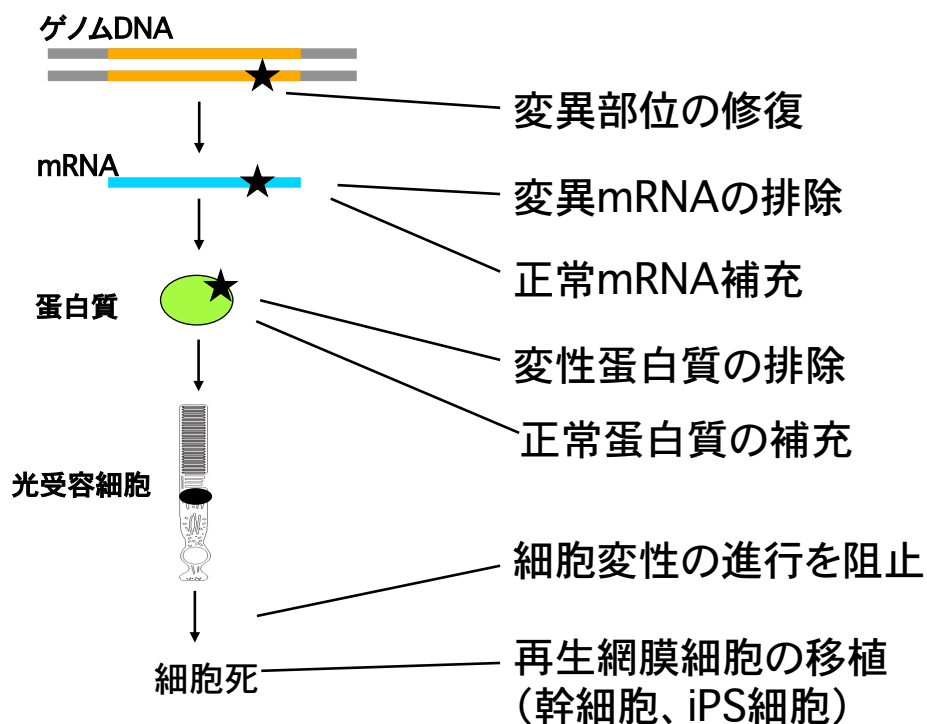 ゲノムDNA
変異部位の修復
mRNA
変異mRNAの排除
正常mRNA補充
蛋白質
変性蛋白質の排除
正常蛋白質の補充
光受容細胞
細胞変性の進行を阻止
細胞死
再生網膜細胞の移植
（幹細胞、iPS細胞）